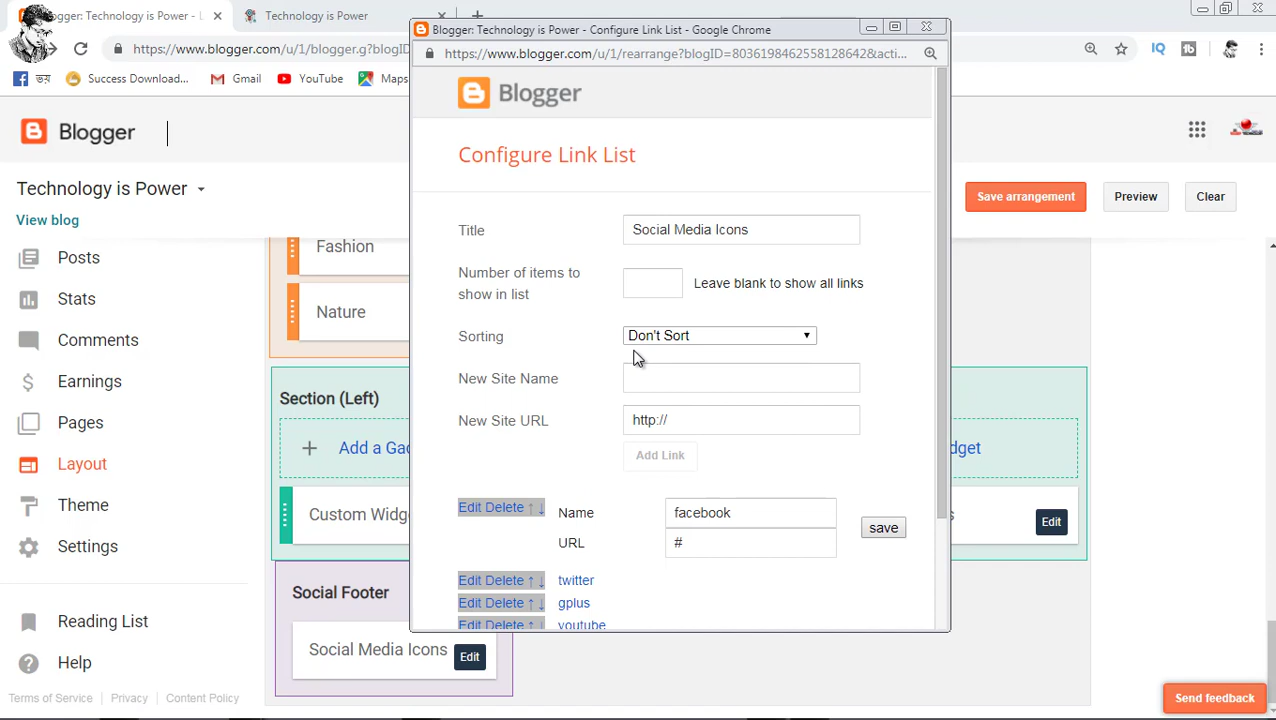 Blogger: Technology is Power - L
Technology is Power
https://www.blogger.com/u/1/blogger.g?blogID
Success Download...
Gmail
YouTube
Maps
Blogger
Technology is Power
View blog
Posts
Stats
Comments
Earnings
Pages
Layout
Theme
Settings
Reading List
Help
Terms of Service
Privacy
Content Policy
Fashion
Nature
Section (Left)
Add a Ga
Custom Widg
Social Footer
Social Media Icons
Edit
Blogger: Technology is Power - Configure Link List - Google Chrome
https://www.blogger.com/u/1/rearrange?blogID=8036198462558128642&acti...
Blogger
Configure Link List
Title
Social Media Icons
Number of items to
show in list
Leave blank to show all links
Sorting
Don't Sort
New Site Name
New Site URL
http://
Add Link
Edit Delete ↑ ↓
Name
facebook
URL
#
save
Edit Delete ↑ ↓ twitter
Edit Delete ↑ ↓ gplus
Edit Delete ↑ ↓ youtube
Save arrangement
Preview
Clear
dget
s
Edit
Send feedback